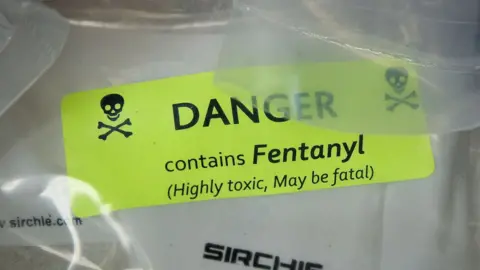 DANGER
contains Fentanyl
(Highly toxic, May be fatal)
.sirchie.com
SIRCHIE